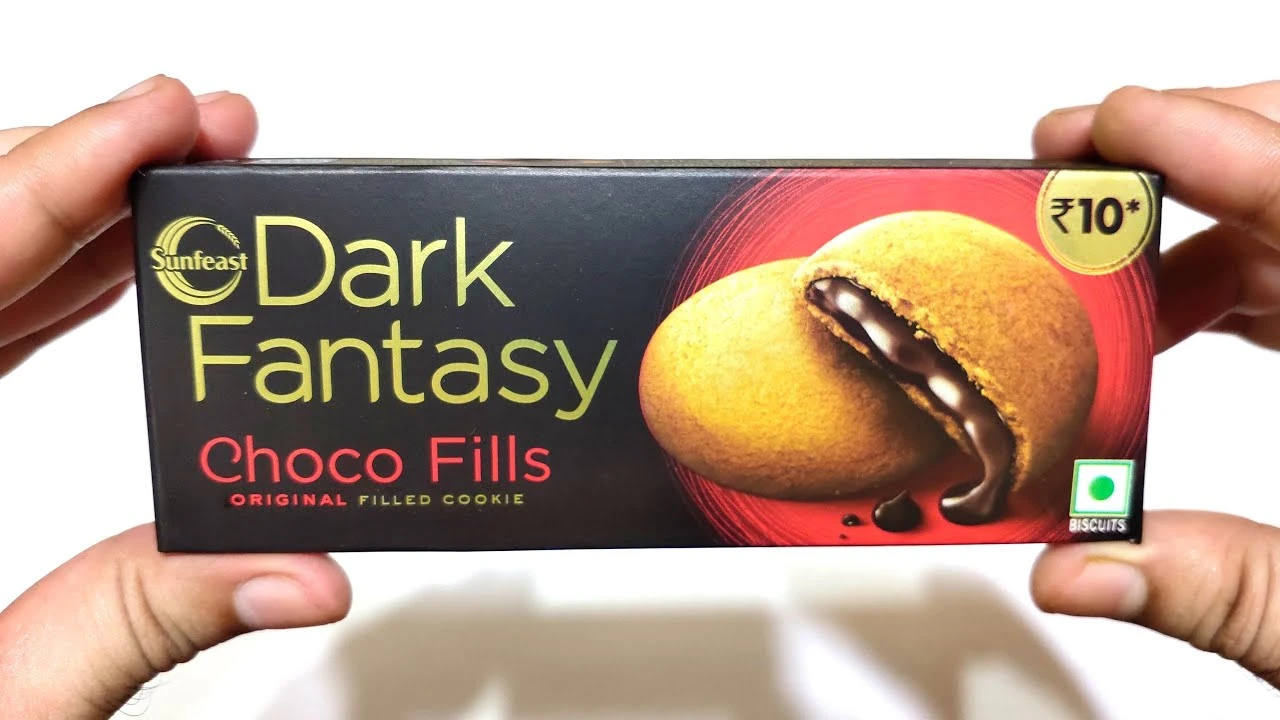 Sunfeast
Dark
Fantasy
Choco Fills
ORIGINAL FILLED COOKIE
₹10*
BISCUITS